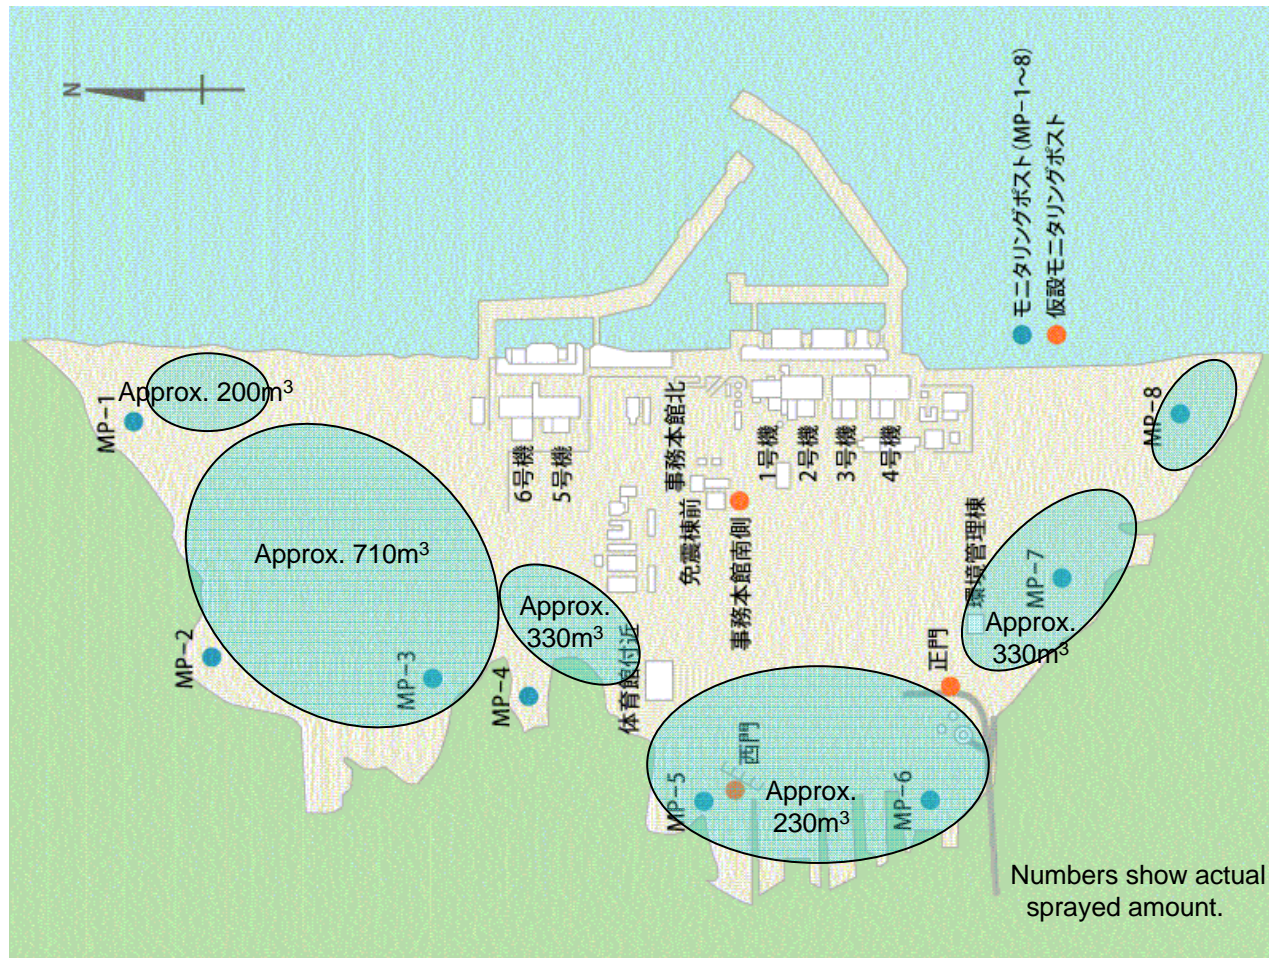 N
モニタリングポスト(MP-1~8)
仮設モニタリングポスト
MP-1
Approx. 200m³
MP-8
6号機
5号機
事務本館北
1号機
2号機
3号機
4号機
免震棟前
事務本館南側
環境管理棟
MP-7
Approx.
330m³
Approx. 710m³
MP-2
MP-3
MP-4
Approx.
330m³
体育館付近
正門
西門
MP-5
Approx.
230m³
MP-6
Numbers show actual
sprayed amount.